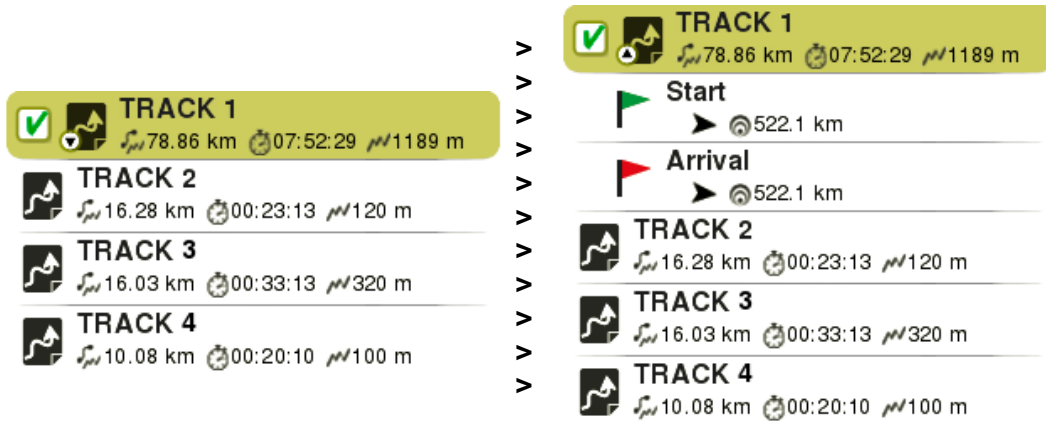 TRACK 1
78.86 km 07:52:29 1189 m
TRACK 2
16.28 km 00:23:13 120 m
TRACK 3
16.03 km 00:33:13 320 m
TRACK 4
10.08 km 00:20:10 100 m
>
>
>
>
>
>
>
>
>
>
>
TRACK 1
78.86 km 07:52:29 1189 m
Start
522.1 km
Arrival
522.1 km
TRACK 2
16.28 km 00:23:13 120 m
TRACK 3
16.03 km 00:33:13 320 m
TRACK 4
10.08 km 00:20:10 100 m